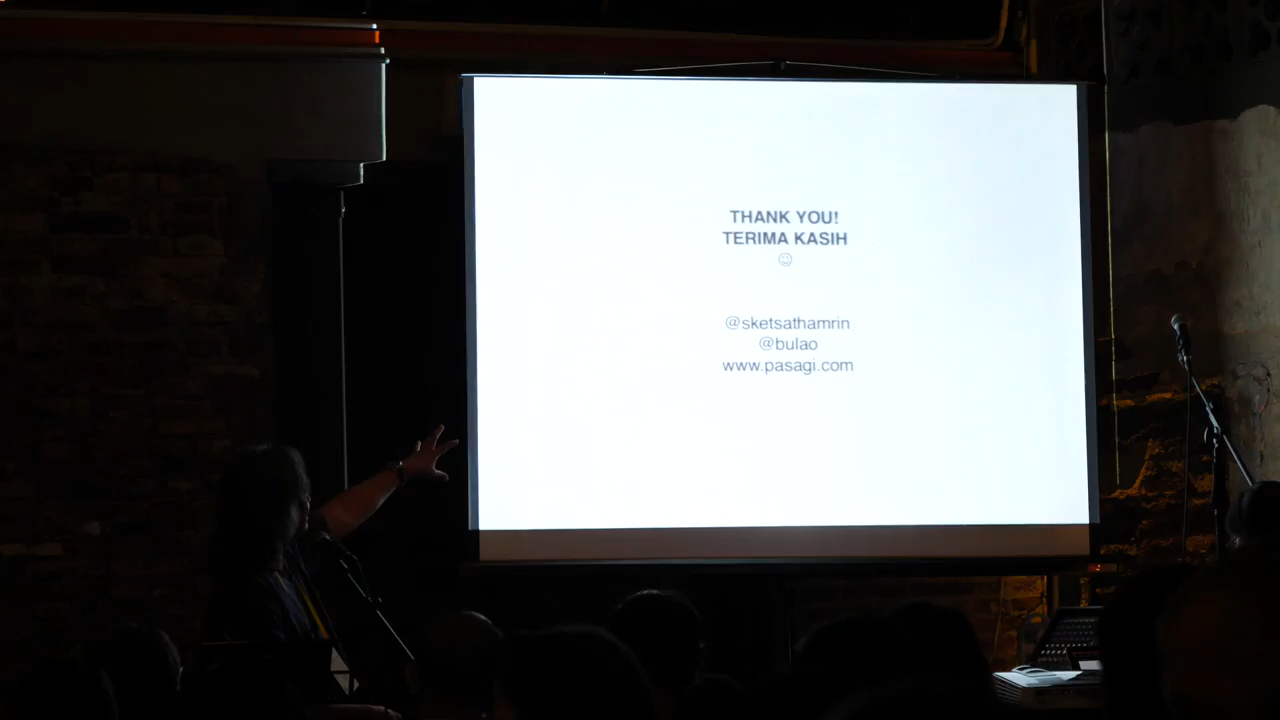 THANK YOU!
TERIMA KASIH
☺
@sketsathamrin
@bulao
www.pasagi.com